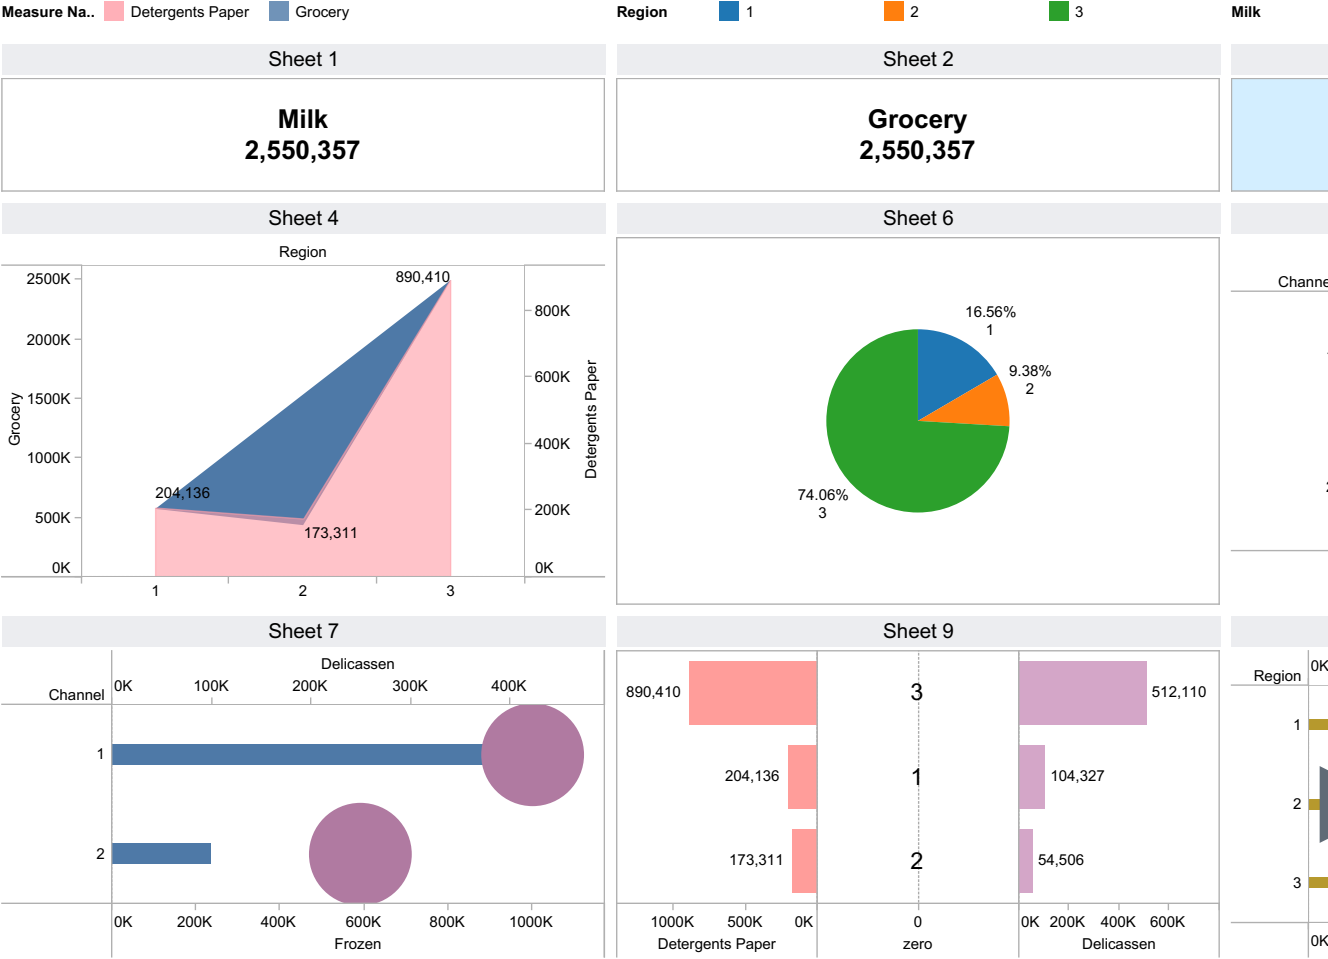 Measure Na.. Detergents Paper Grocery
Region 1 2 3
Milk
Sheet 1
Milk
2,550,357
Sheet 2
Grocery
2,550,357
Sheet 4
Region
890,410
204,136
173,311
2500K
2000K
1500K
1000K
500K
0K
Grocery
800K
600K
400K
200K
0K
Detergents Paper
1 2 3
Sheet 6
16.56%
1
9.38%
2
74.06%
3
Sheet 7
Delicassen
Channel
0K 100K 200K 300K 400K
1
2
0K 200K 400K 600K 800K 1000K
Frozen
Sheet 9
890,410 3 512,110
204,136 1 104,327
173,311 2 54,506
1000K 500K 0K 0 0K 200K 400K 600K
Detergents Paper zero Delicassen
Region
0K
1
2
3
0K